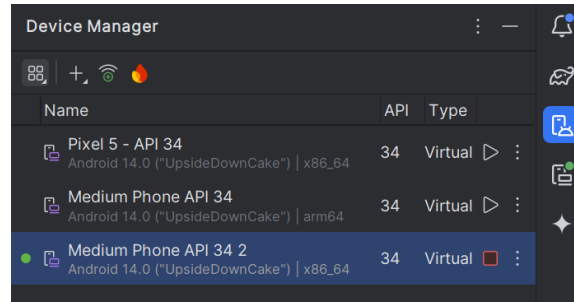 Device Manager
Name API Type
Pixel 5 - API 34
Android 14.0 ("UpsideDownCake") | x86_64
34 Virtual
Medium Phone API 34
Android 14.0 ("UpsideDownCake") | arm64
34 Virtual
Medium Phone API 34 2
Android 14.0 ("UpsideDownCake") | x86_64
34 Virtual